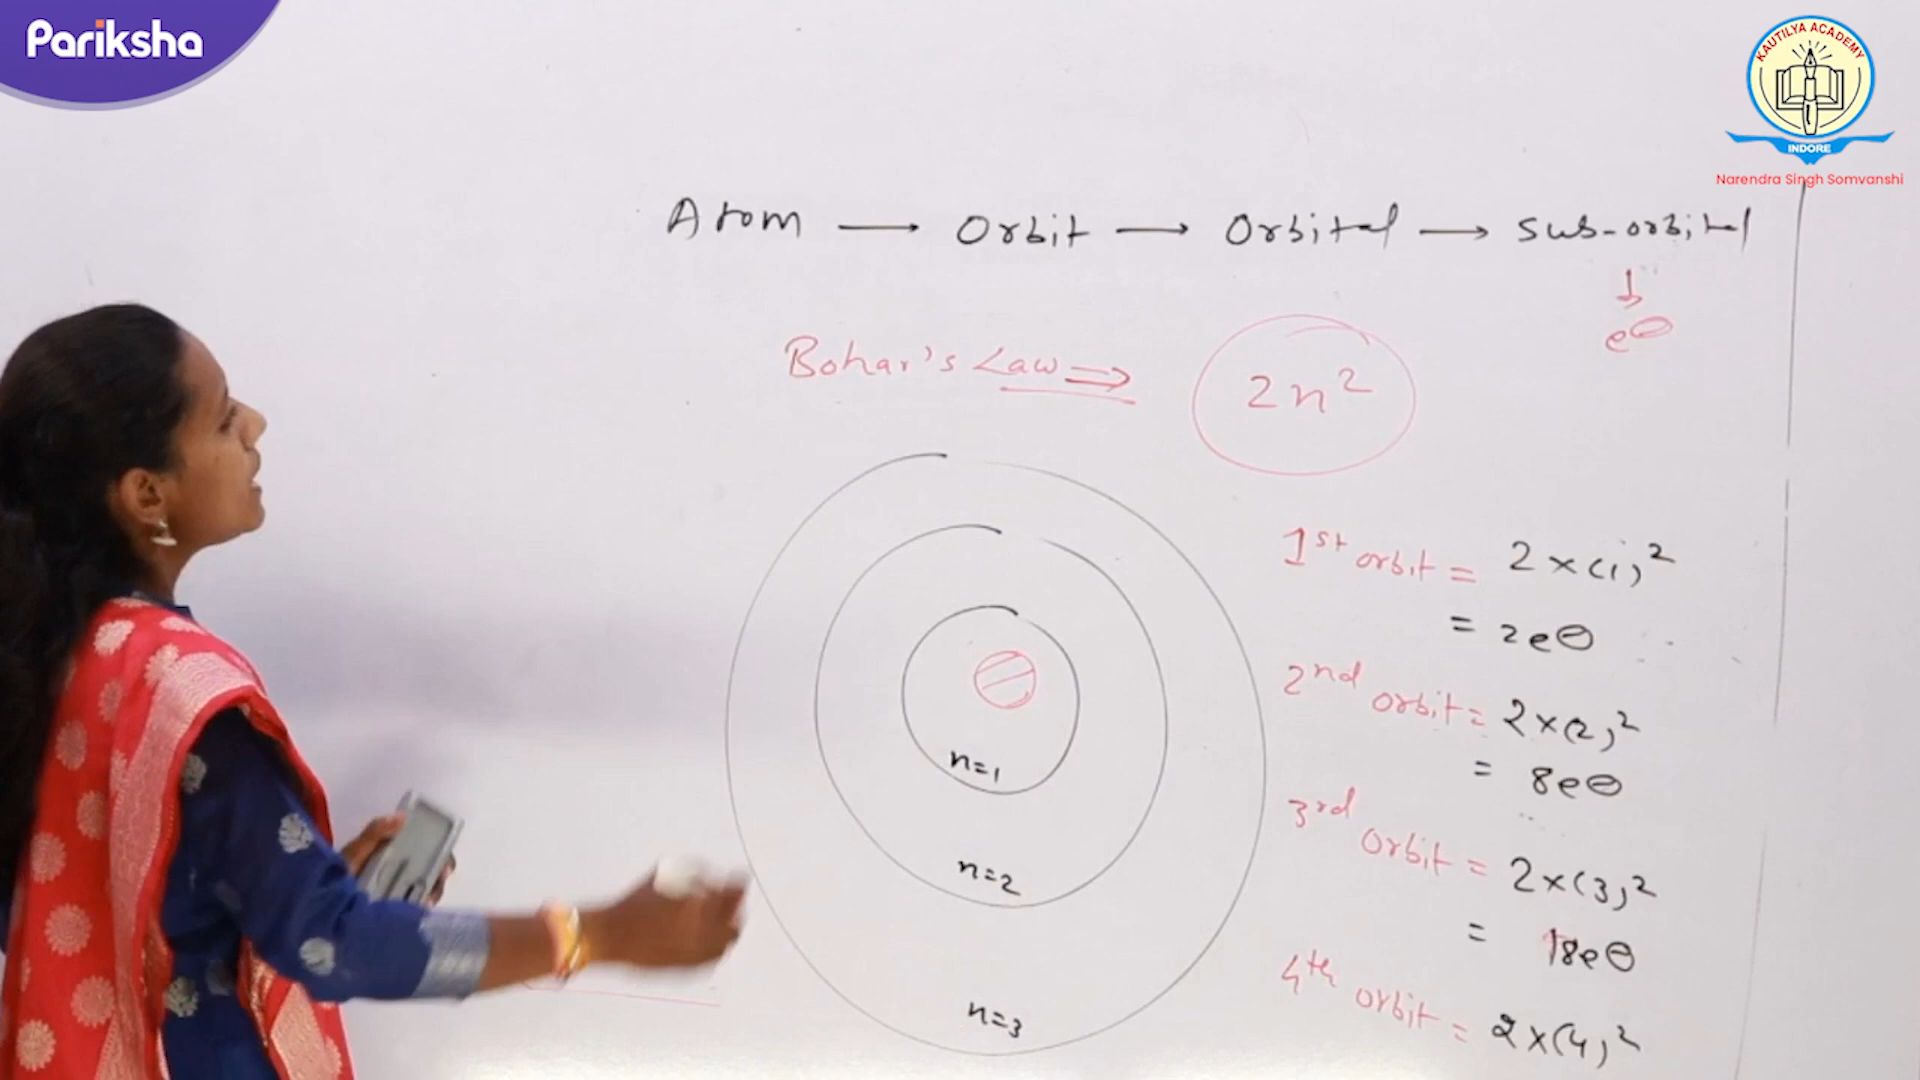 Pariksha
KAUTILYA ACADEMY
INDORE
Narendra Singh Somvanshi
Atom → Orbit → Orbital → Sub-orbital
↓
e⊖
Bohar's Law ⇒ 2n²
1st orbit = 2×(1)²
= 2e⊖
2nd orbit = 2×(2)²
= 8e⊖
3rd orbit = 2×(3)²
= 18e⊖
4th orbit = 2×(4)²
n=1
n=2
n=3